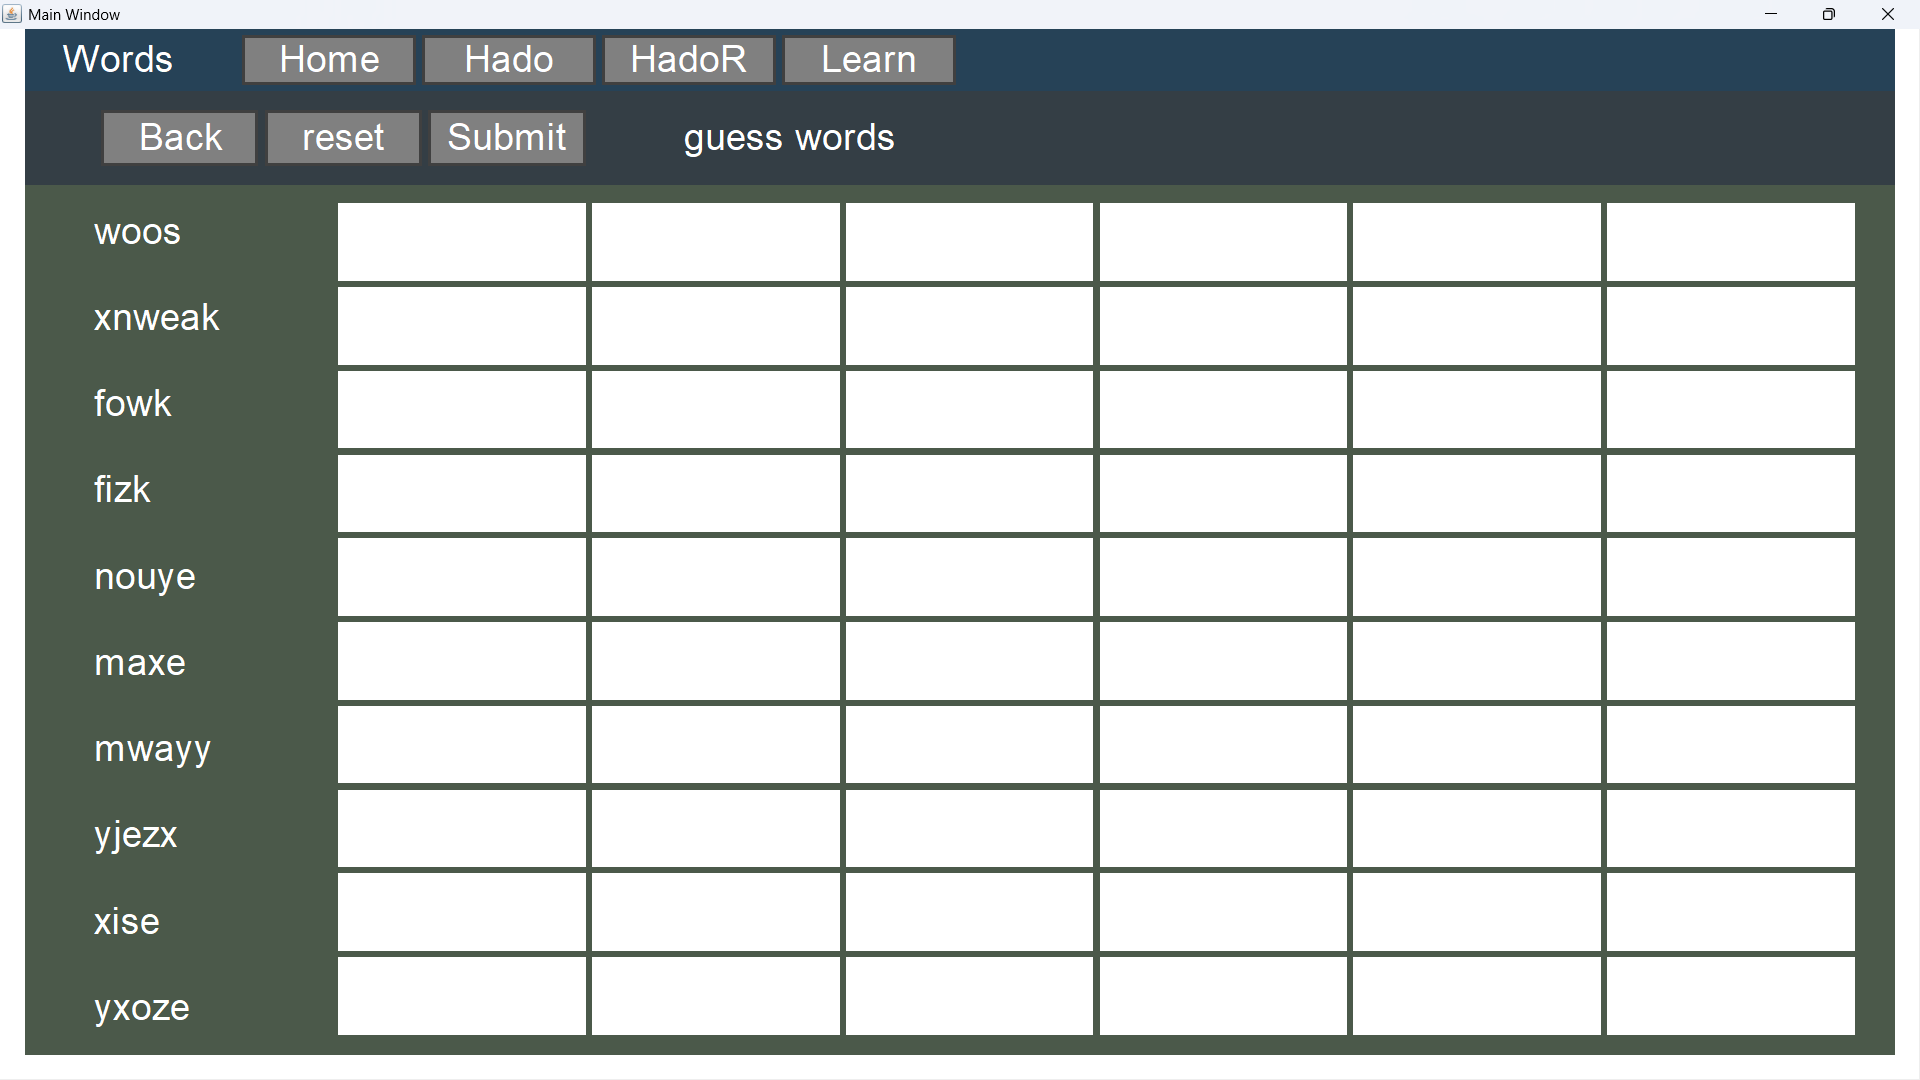 Main Window
Words Home Hado HadoR Learn
Back reset Submit guess words
woos
xnweak
fowk
fizk
nouye
maxe
mwayy
yjezx
xise
yxoze